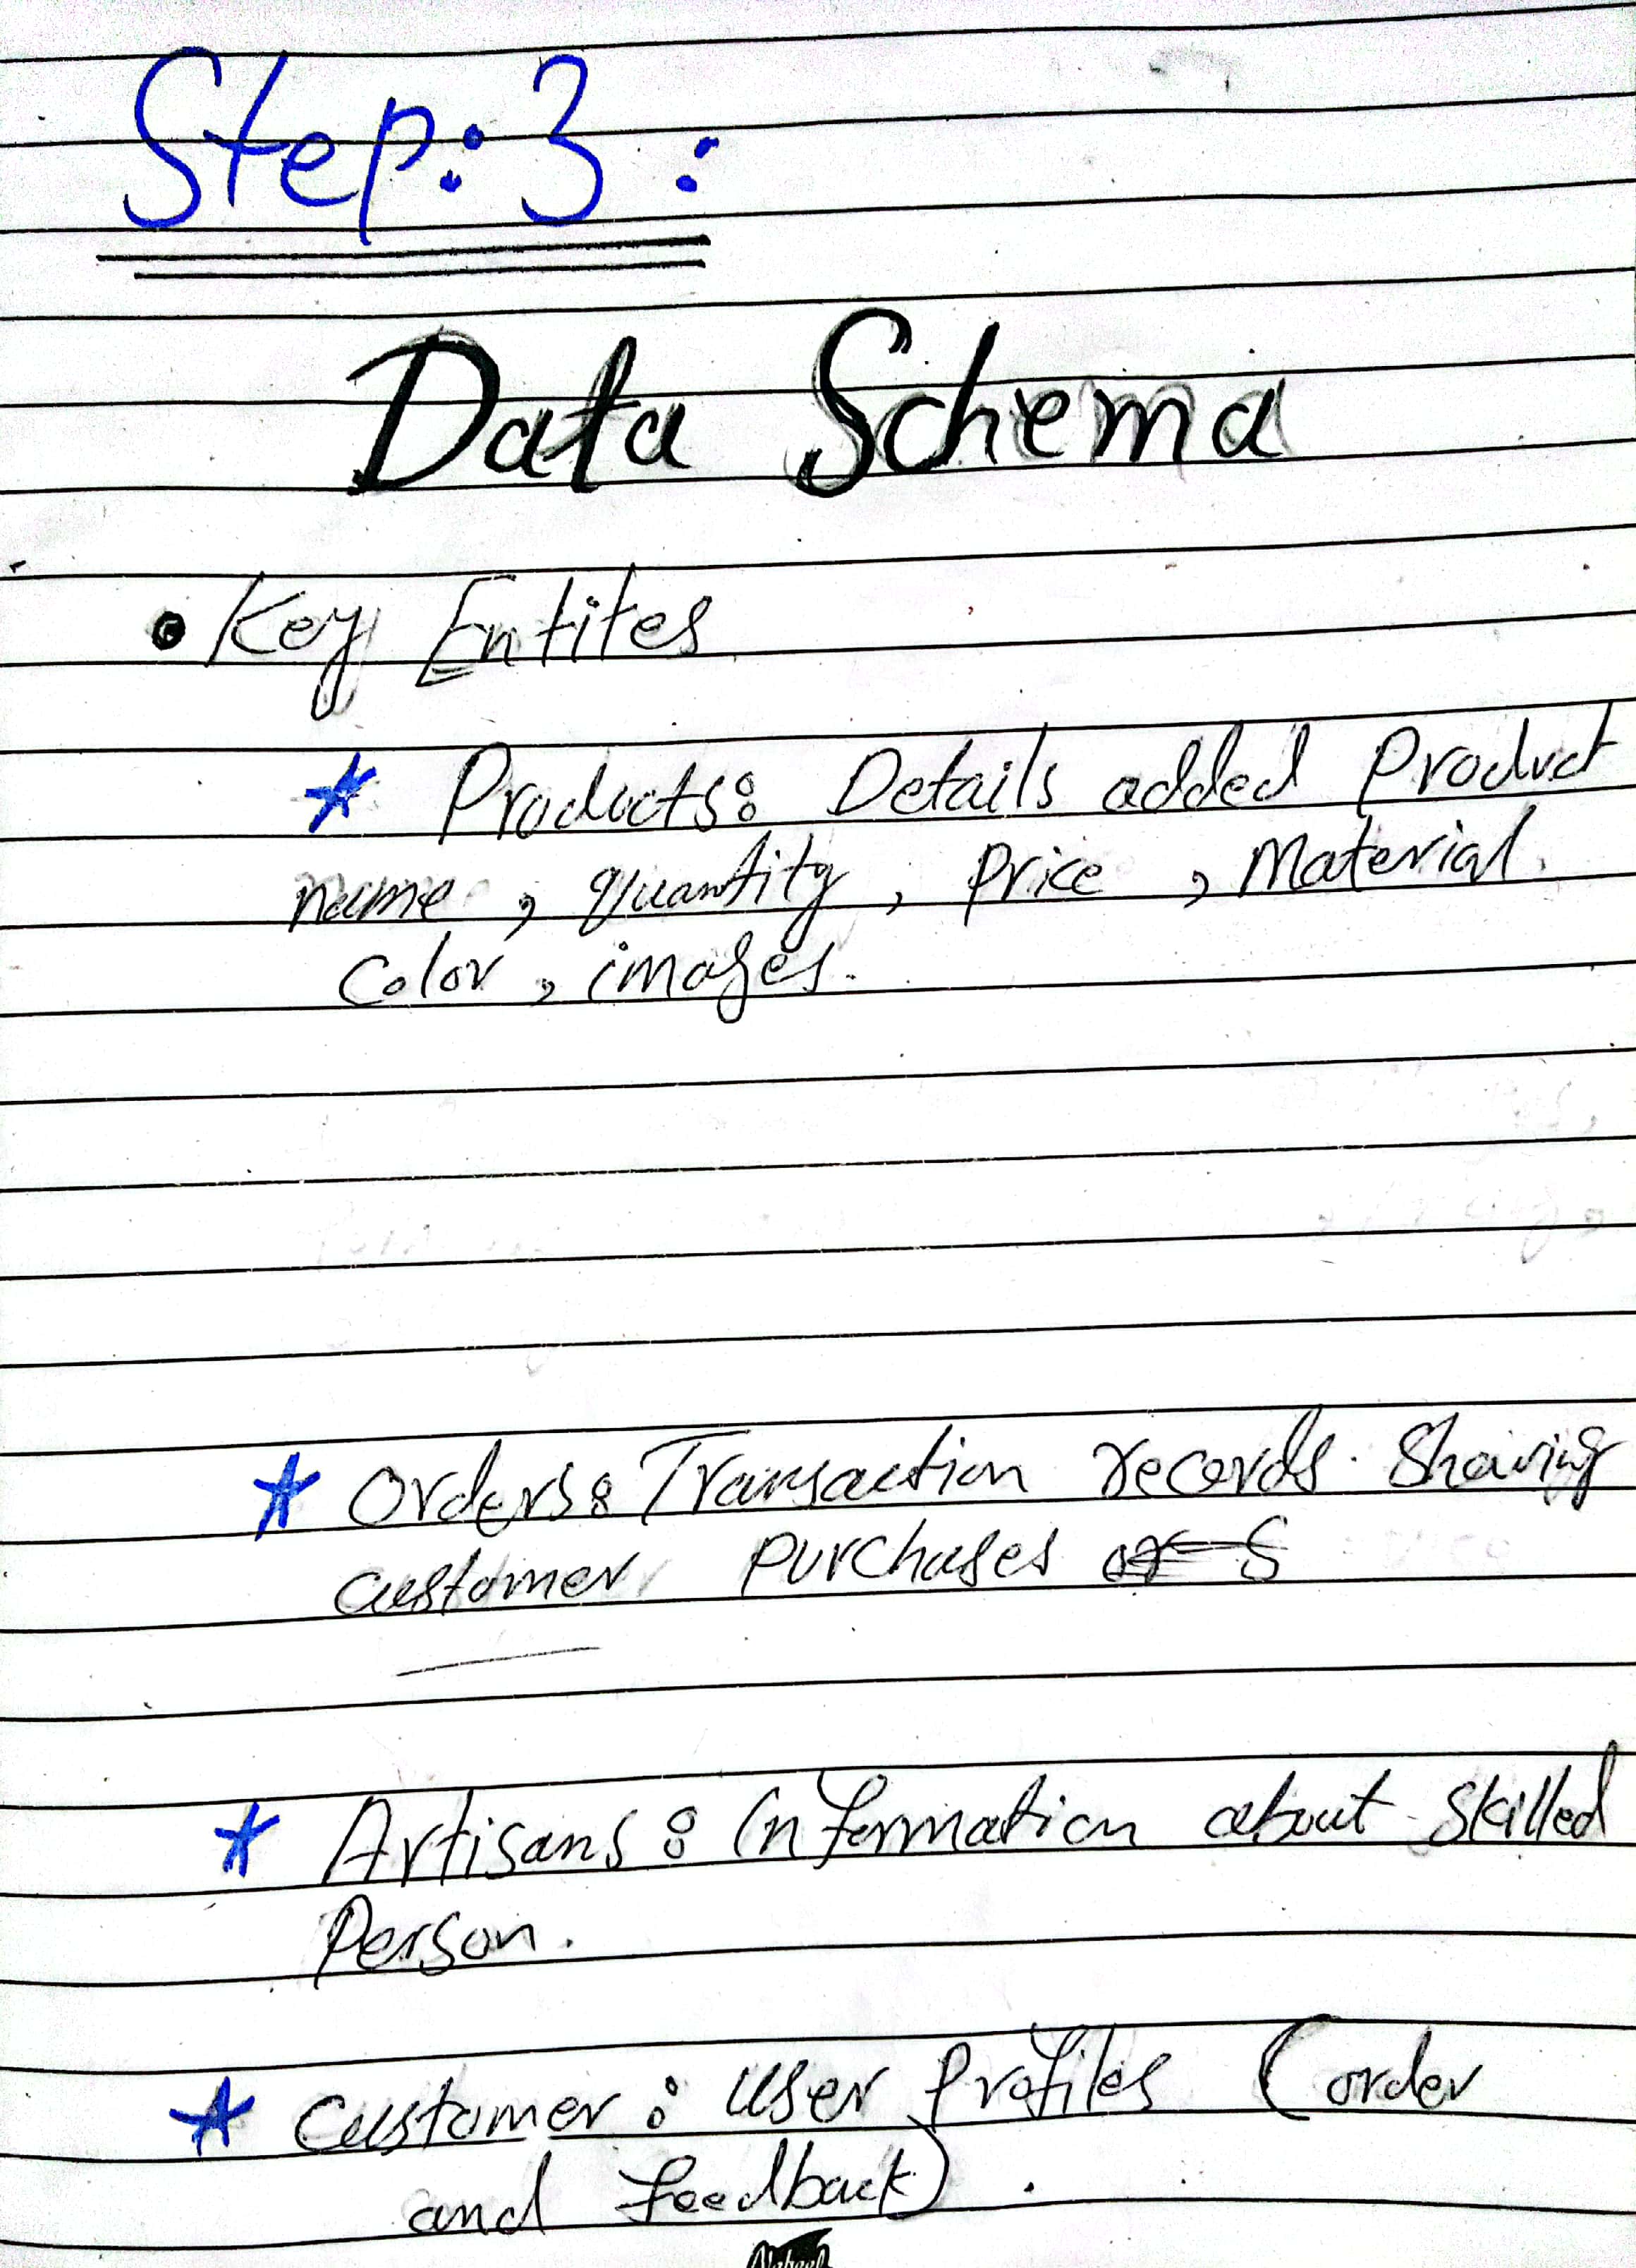 Step: 3 :
Data Schema
• Key Entites
* Products: Details added Product
name, quantity, Price, Material.
Color, images.
* Orders: Transaction records. Shawing
customer purchases
* Artisans: Information about skilled
Person.
* Customer: User Profiles (order
and feedback).